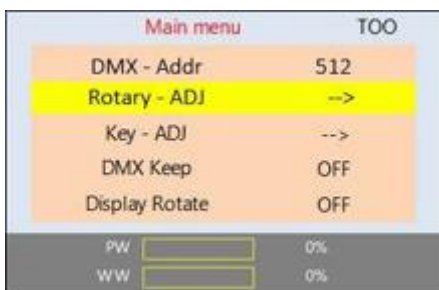 Main menu TOO
DMX - Addr 512
Rotary - ADJ -->
Key - ADJ -->
DMX Keep OFF
Display Rotate OFF
PW 0%
WW 0%